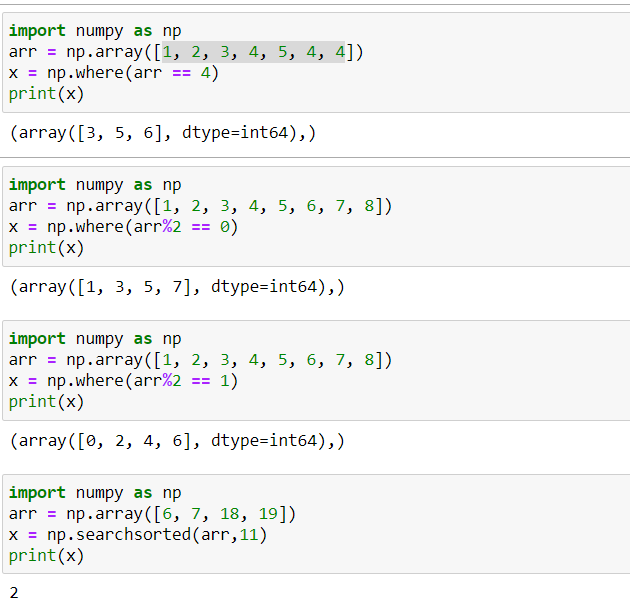 import numpy as np
arr = np.array([1, 2, 3, 4, 5, 4, 4])
x = np.where(arr == 4)
print(x)
(array([3, 5, 6], dtype=int64),)
import numpy as np
arr = np.array([1, 2, 3, 4, 5, 6, 7, 8])
x = np.where(arr%2 == 0)
print(x)
(array([1, 3, 5, 7], dtype=int64),)
import numpy as np
arr = np.array([1, 2, 3, 4, 5, 6, 7, 8])
x = np.where(arr%2 == 1)
print(x)
(array([0, 2, 4, 6], dtype=int64),)
import numpy as np
arr = np.array([6, 7, 18, 19])
x = np.searchsorted(arr,11)
print(x)
2